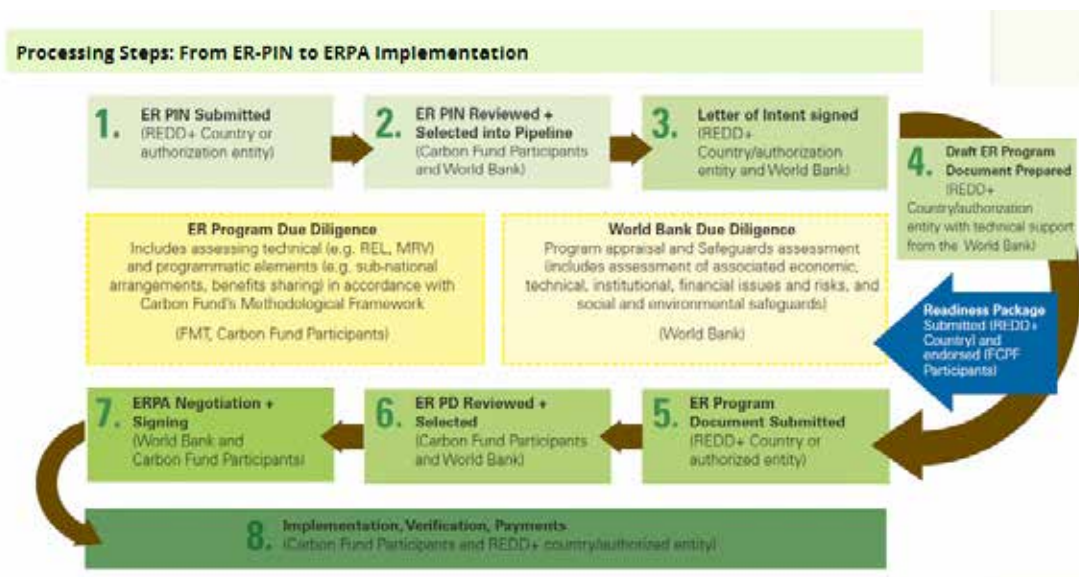 Processing Steps: From ER-PIN to ERPA Implementation
1. ER PIN Submitted
(REDD+ Country or
authorization entity)
2. ER PIN Reviewed +
Selected into Pipeline
(Carbon Fund Participants
and World Bank)
3. Letter of Intent signed
(REDD+
Country/authorization
entity and World Bank)
4. Draft ER Program
Document Prepared
(REDD+
Country/authorization
entity with technical support
from the World Bank)
ER Program Due Diligence
Includes assessing technical (e.g. REL, MRV)
and programmatic elements (e.g. sub-national
arrangements, benefits sharing) in accordance with
Carbon Fund's Methodological Framework
(FMT, Carbon Fund Participants)
World Bank Due Diligence
Program appraisal and Safeguards assessment
(includes assessment of associated economic,
technical, institutional, financial issues and risks, and
social and environmental safeguards)
(World Bank)
Readiness Package
Submitted (REDD+
Country) and
endorsed (FCPF
Participants)
7. ERPA Negotiation +
Signing
(World Bank and
Carbon Fund Participants)
6. ER PD Reviewed +
Selected
(Carbon Fund Participants
and World Bank)
5. ER Program
Document Submitted
(REDD+ Country or
authorized entity)
8. Implementation, Verification, Payments
(Carbon Fund Participants and REDD+ country/authorized entity)